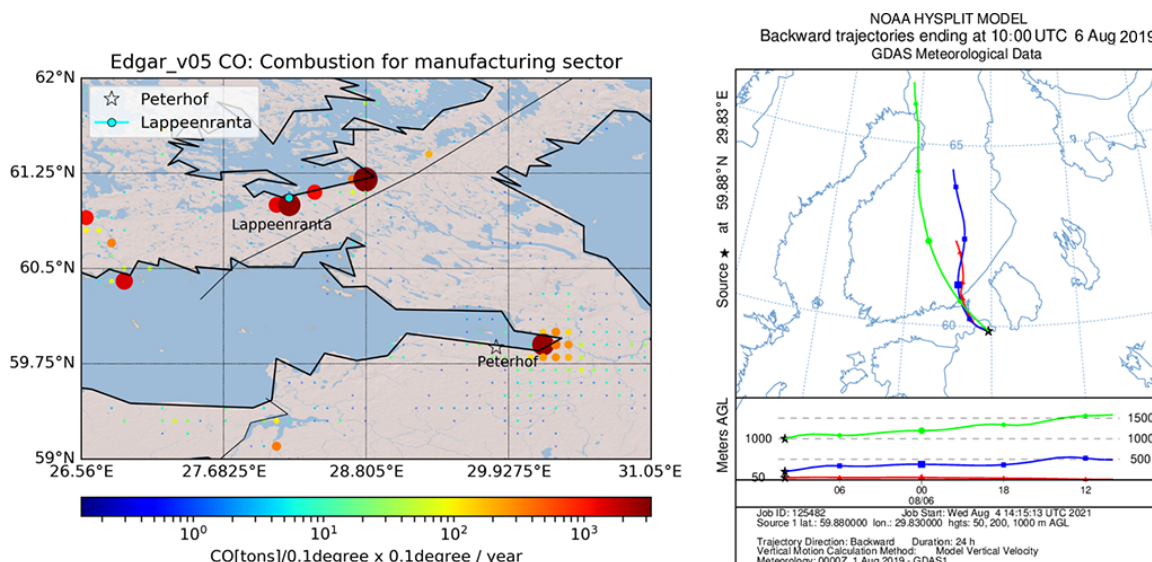 Edgar_v05 CO: Combustion for manufacturing sector
62°N
61.25°N
60.5°N
59.75°N
59°N
Peterhof
Lappeenranta
Lappeenranta
Peterhof
26.56°E 27.6825°E 28.805°E 29.9275°E 31.05°E
10⁰ 10¹ 10² 10³
CO[tons]/0.1degree x 0.1degree / year
NOAA HYSPLIT MODEL
Backward trajectories ending at 10:00 UTC 6 Aug 2019
GDAS Meteorological Data
Source ★ at 59.88°N 29.83°E
65
60
Meters AGL
1500
1000 1000
500
50
06 00 18 12
08/06
Job ID: 125482 Job Start: Wed Aug 4 14:15:13 UTC 2021
Source 1 lat.: 59.880000 lon.: 29.830000 hgts: 50, 200, 1000 m AGL
Trajectory Direction: Backward Duration: 24 h
Vertical Motion Calculation Method: Model Vertical Velocity
Meteorology: 0000Z 1 Aug 2019 - GDAS1